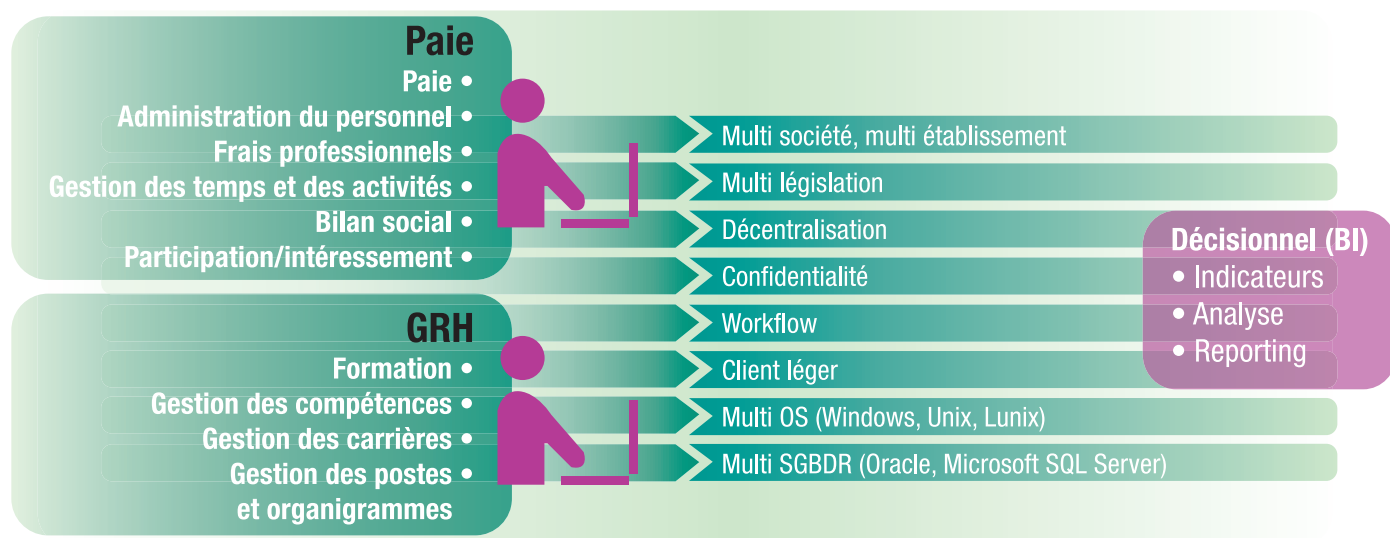 Paie
Paie •
Administration du personnel •
Frais professionnels •
Gestion des temps et des activités •
Bilan social •
Participation/intéressement •
GRH
Formation •
Gestion des compétences •
Gestion des carrières •
Gestion des postes •
et organigrammes
Multi société, multi établissement
Multi législation
Décentralisation
Confidentialité
Workflow
Client léger
Multi OS (Windows, Unix, Lunix)
Multi SGBDR (Oracle, Microsoft SQL Server)
Décisionnel (BI)
• Indicateurs
• Analyse
• Reporting